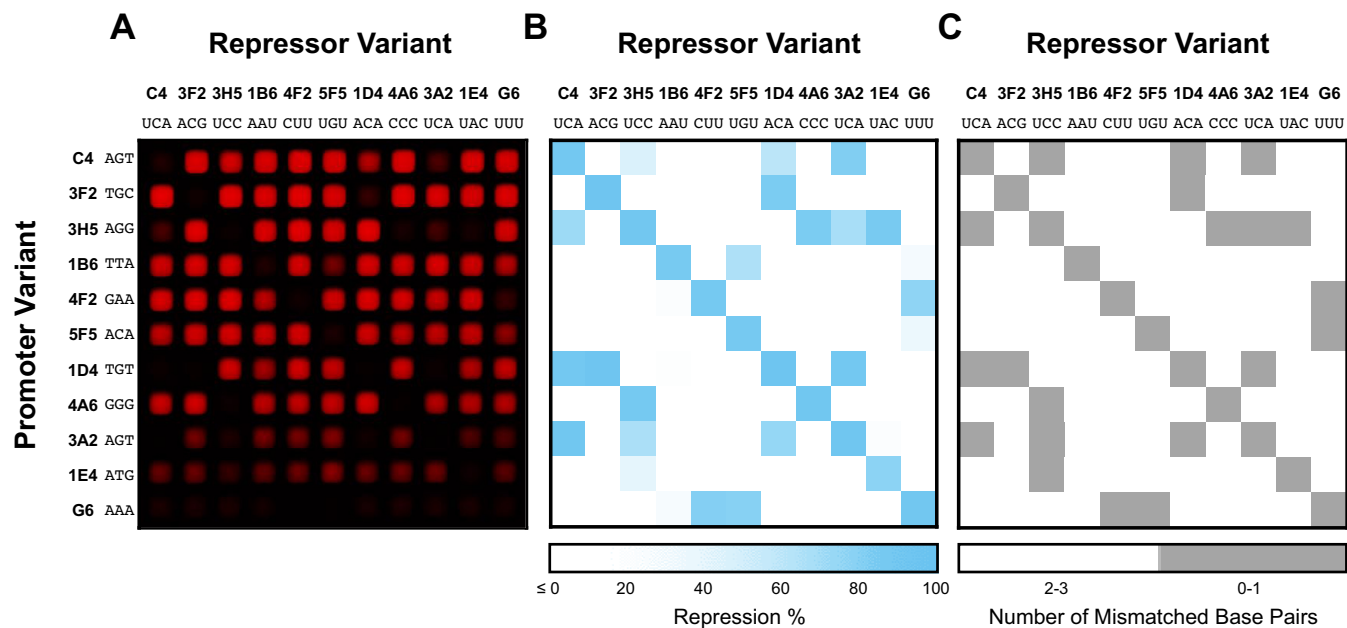 A
Repressor Variant
C4 3F2 3H5 1B6 4F2 5F5 1D4 4A6 3A2 1E4 G6
UCA ACG UCC AAU CUU UGU ACA CCC UCA UAC UUU
Promoter Variant
C4 AGT
3F2 TGC
3H5 AGG
1B6 TTA
4F2 GAA
5F5 ACA
1D4 TGT
4A6 GGG
3A2 AGT
1E4 ATG
G6 AAA
B
Repressor Variant
C4 3F2 3H5 1B6 4F2 5F5 1D4 4A6 3A2 1E4 G6
UCA ACG UCC AAU CUU UGU ACA CCC UCA UAC UUU
≤ 0 20 40 60 80 100
Repression %
C
Repressor Variant
C4 3F2 3H5 1B6 4F2 5F5 1D4 4A6 3A2 1E4 G6
UCA ACG UCC AAU CUU UGU ACA CCC UCA UAC UUU
2-3 0-1
Number of Mismatched Base Pairs